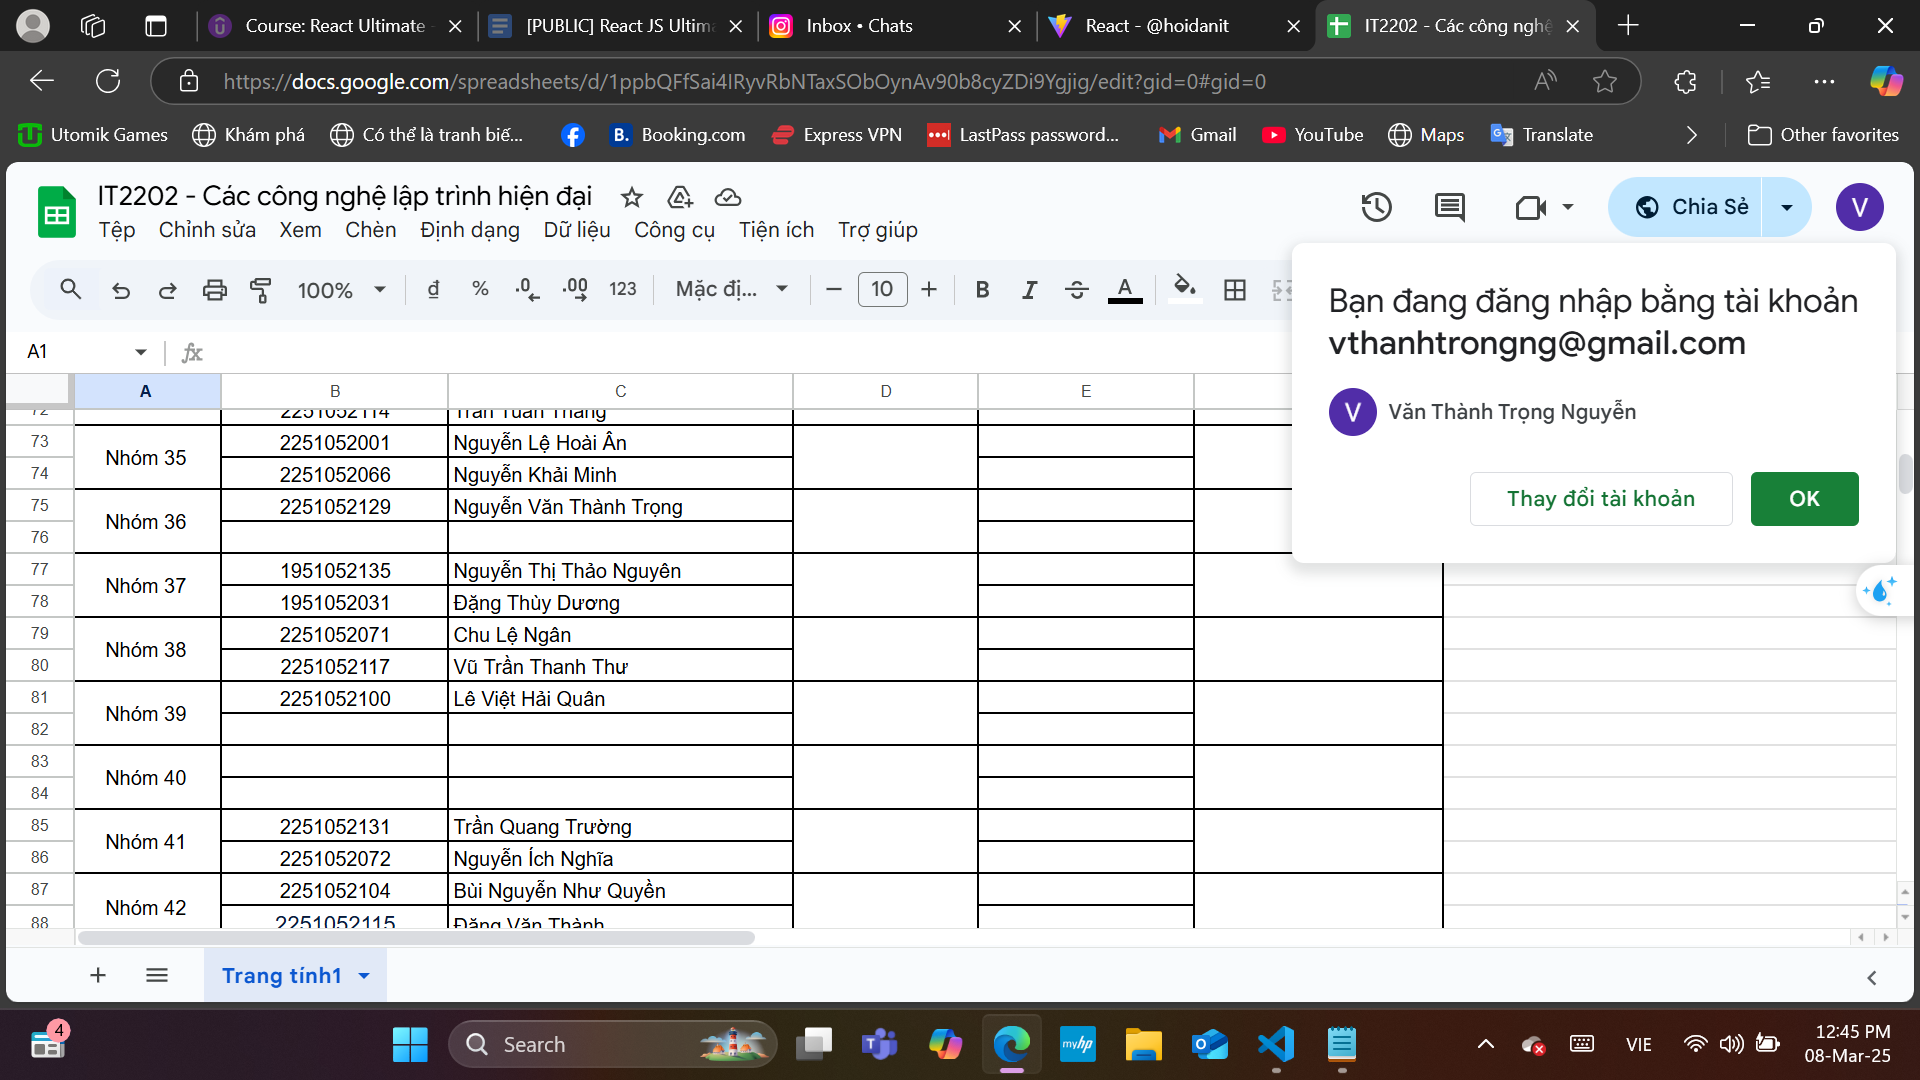 Course: React Ultimate
[PUBLIC] React JS Ultima
Inbox • Chats
React - @hoidanit
IT2202 - Các công nghệ
https://docs.google.com/spreadsheets/d/1ppbQFfSai4lRyvRbNTaxSObOynAv90b8cyZDi9Ygjig/edit?gid=0#gid=0
Utomik Games
Khám phá
Có thể là tranh biế...
B.
Booking.com
Express VPN
LastPass password...
Gmail
YouTube
Maps
Translate
Other favorites
IT2202 - Các công nghệ lập trình hiện đại
Tệp Chỉnh sửa Xem Chèn Định dạng Dữ liệu Công cụ Tiện ích Trợ giúp
Chia Sẻ
V
100%
đ % .0 .00 123 Mặc đị... 10 B I A
A1
fx
Bạn đang đăng nhập bằng tài khoản
vthanhtrongng@gmail.com
V
Văn Thành Trọng Nguyễn
Thay đổi tài khoản
OK
A B C D E
72 2251052114 Trần Tuấn Thắng
73 2251052001 Nguyễn Lệ Hoài Ân
Nhóm 35
74 2251052066 Nguyễn Khải Minh
75 2251052129 Nguyễn Văn Thành Trọng
Nhóm 36
76
77 1951052135 Nguyễn Thị Thảo Nguyên
Nhóm 37
78 1951052031 Đặng Thùy Dương
79 2251052071 Chu Lệ Ngân
Nhóm 38
80 2251052117 Vũ Trần Thanh Thư
81 2251052100 Lê Việt Hải Quân
Nhóm 39
82
83
Nhóm 40
84
85 2251052131 Trần Quang Trường
Nhóm 41
86 2251052072 Nguyễn Ích Nghĩa
87 2251052104 Bùi Nguyễn Như Quyền
Nhóm 42
88 2251052115 Đặng Văn Thành
Trang tính1
4
Search
myhp
VIE
12:45 PM
08-Mar-25